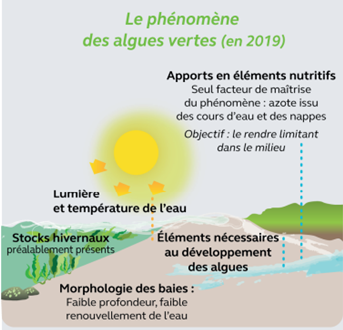 Le phénomène
des algues vertes (en 2019)
Apports en éléments nutritifs
Seul facteur de maîtrise
du phénomène : azote issu
des cours d'eau et des nappes
Objectif : le rendre limitant
dans le milieu
Lumière
et température de l'eau
Stocks hivernaux
préalablement présents
Éléments nécessaires
au développement
des algues
Morphologie des baies :
Faible profondeur, faible
renouvellement de l'eau